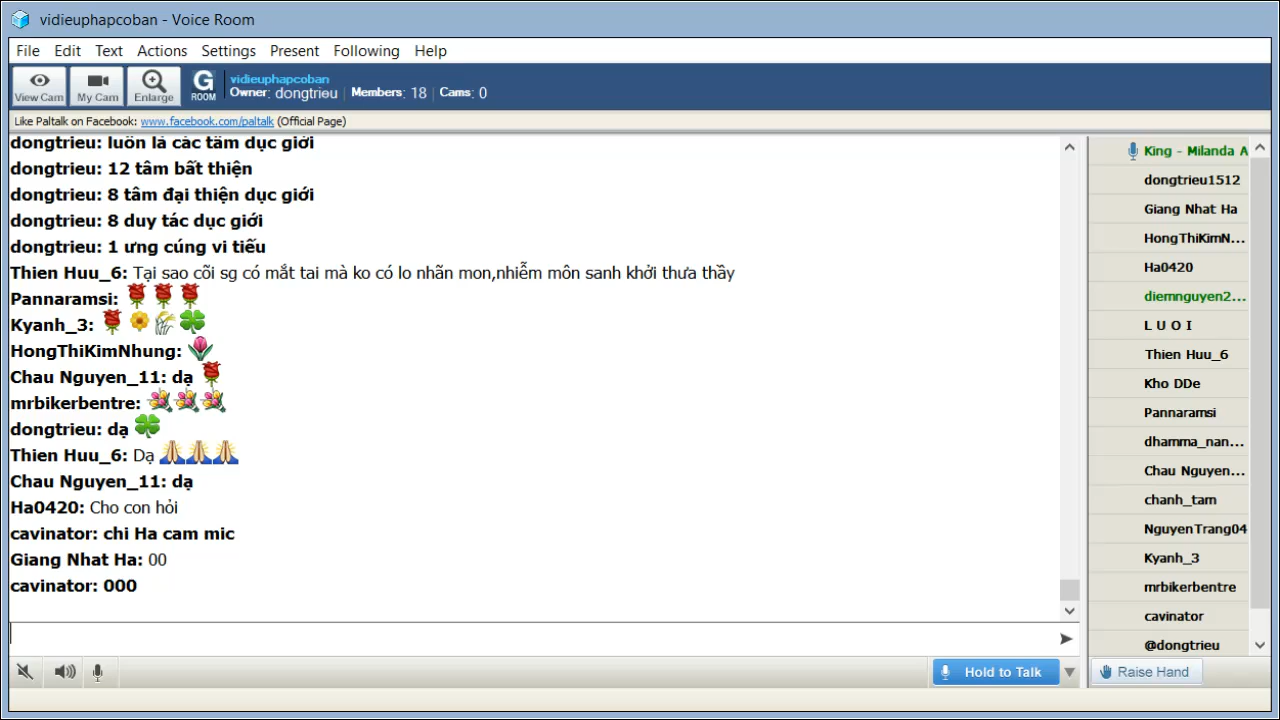 vidieuphapcoban - Voice Room
File Edit Text Actions Settings Present Following Help
View Cam
My Cam
Enlarge
G
ROOM
vidieuphapcoban
Owner: dongtrieu | Members: 18 | Cams: 0
Like Paltalk on Facebook: www.facebook.com/paltalk (Official Page)
dongtrieu: luôn là các tâm dục giới
dongtrieu: 12 tâm bất thiện
dongtrieu: 8 tâm đại thiện dục giới
dongtrieu: 8 duy tác dục giới
dongtrieu: 1 ưng cúng vi tiếu
Thien Huu_6: Tại sao cõi sg có mắt tai mà ko có lo nhãn mon,nhiễm môn sanh khởi thưa thầy
Pannaramsi:
Kyanh_3:
HongThiKimNhung:
Chau Nguyen_11: dạ
mrbikerbentre:
dongtrieu: dạ
Thien Huu_6: Dạ
Chau Nguyen_11: dạ
Ha0420: Cho con hỏi
cavinator: chi Ha cam mic
Giang Nhat Ha: 00
cavinator: 000
King - Milanda A
dongtrieu1512
Giang Nhat Ha
HongThiKimN...
Ha0420
diemnguyen2...
L U O I
Thien Huu_6
Kho DDe
Pannaramsi
dhamma_nan...
Chau Nguyen...
chanh_tam
NguyenTrang04
Kyanh_3
mrbikerbentre
cavinator
@dongtrieu
Hold to Talk
Raise Hand